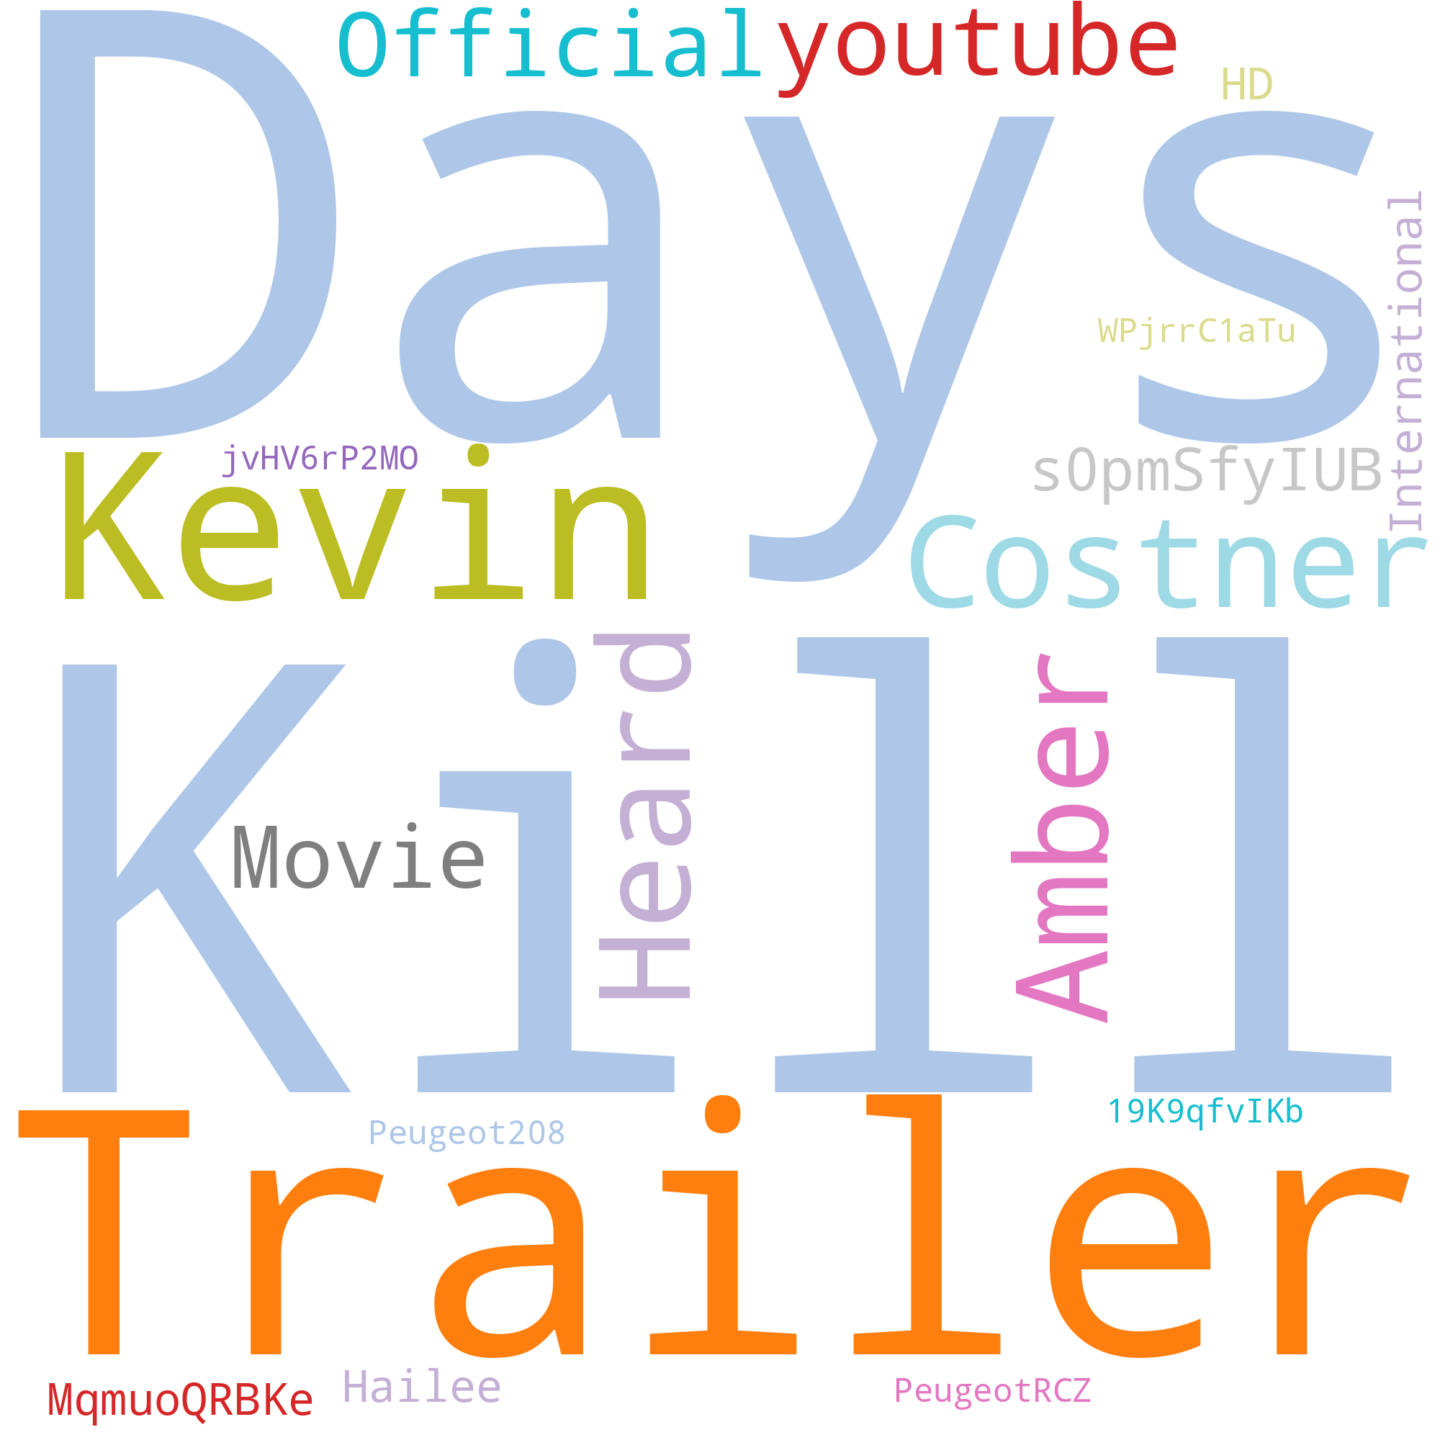 Official youtube
HD
Days
International
WPjrrC1aTu
jvHV6rP2MO
s0pmSfyIUB
Kevin
Costner
Kill
Heard
Amber
Movie
19K9qfvIKb
Peugeot208
Trailer
MqmuoQRBKe
Hailee
PeugeotRCZ